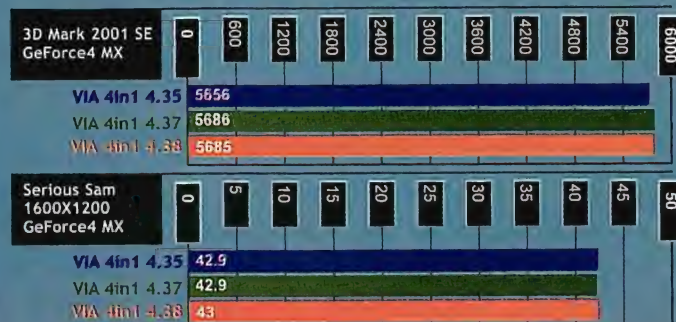 3D Mark 2001 SE
GeForce4 MX
0 600 1200 1800 2400 3000 3600 4200 4800 5400 6000
VIA 4in1 4.35 5656
VIA 4in1 4.37 5686
VIA 4in1 4.38 5685
Serious Sam
1600X1200
GeForce4 MX
0 5 10 15 20 25 30 35 40 45 50
VIA 4in1 4.35 42.9
VIA 4in1 4.37 42.9
VIA 4in1 4.38 43